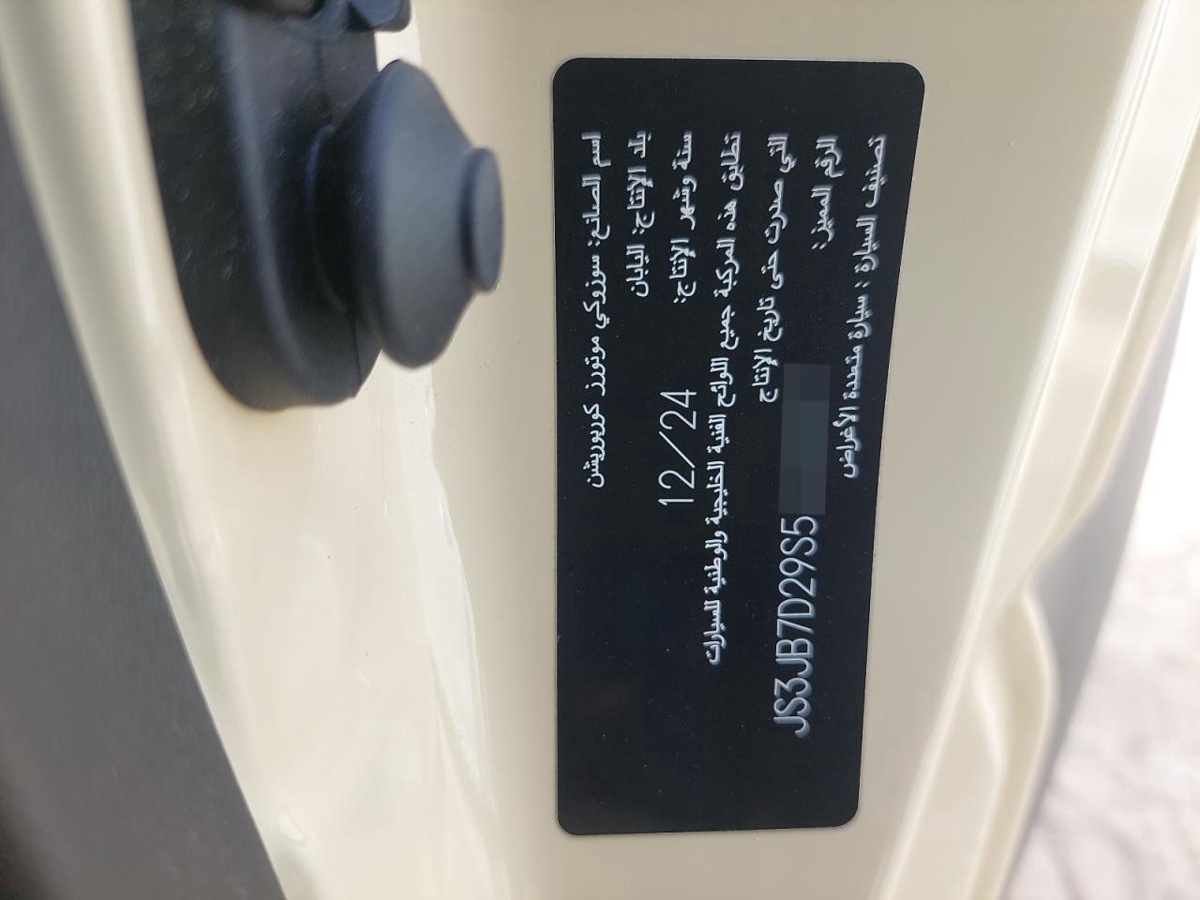 اسم الصانع: سوزوكي موتورز كوربوريشن
بلد الإنتاج: اليابان
سنة وشهر الإنتاج: 12/24
تطابق هذه المركبة جميع اللوائح الفنية الخليجية والوطنية للسيارات
التي صدرت حتى تاريخ الإنتاج
الرقم المميز: JS3JB7D29S5
تصنيف السيارة : سيارة متعددة الأغراض